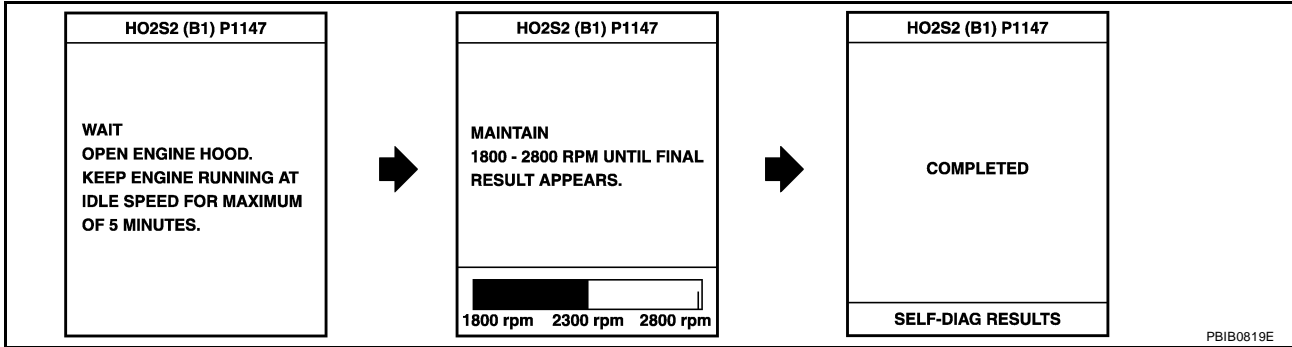 HO2S2 (B1) P1147
WAIT
OPEN ENGINE HOOD.
KEEP ENGINE RUNNING AT
IDLE SPEED FOR MAXIMUM
OF 5 MINUTES.
HO2S2 (B1) P1147
MAINTAIN
1800 - 2800 RPM UNTIL FINAL
RESULT APPEARS.
1800 rpm 2300 rpm 2800 rpm
HO2S2 (B1) P1147
COMPLETED
SELF-DIAG RESULTS
PBIB0819E